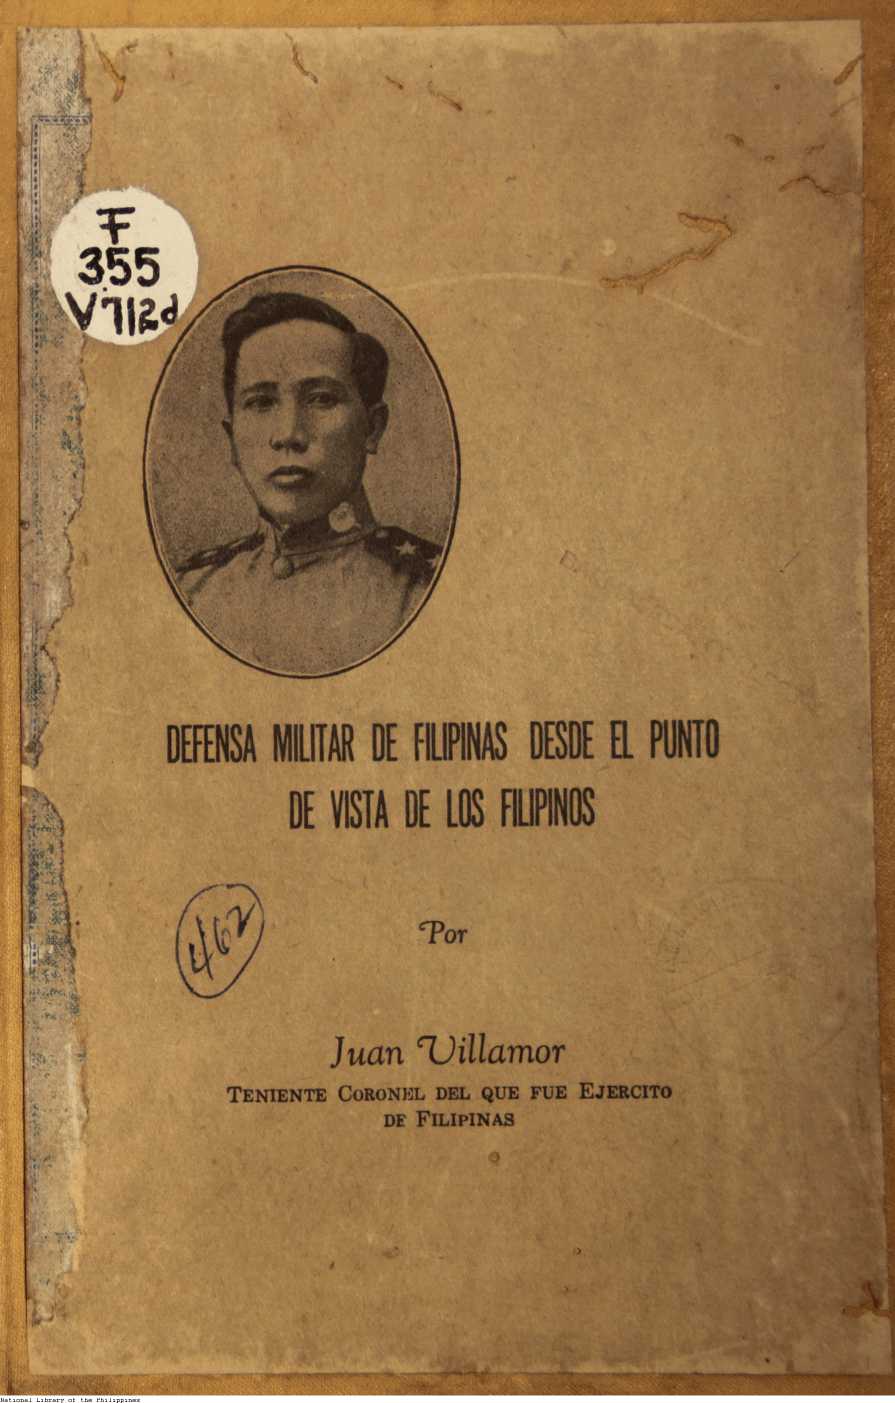 F
355
V712d
DEFENSA MILITAR DE FILIPINAS DESDE EL PUNTO
DE VISTA DE LOS FILIPINOS
462
Por
Juan Villamor
TENIENTE CORONEL DEL QUE FUE EJERCITO
DE FILIPINAS
National Library of the Philippines